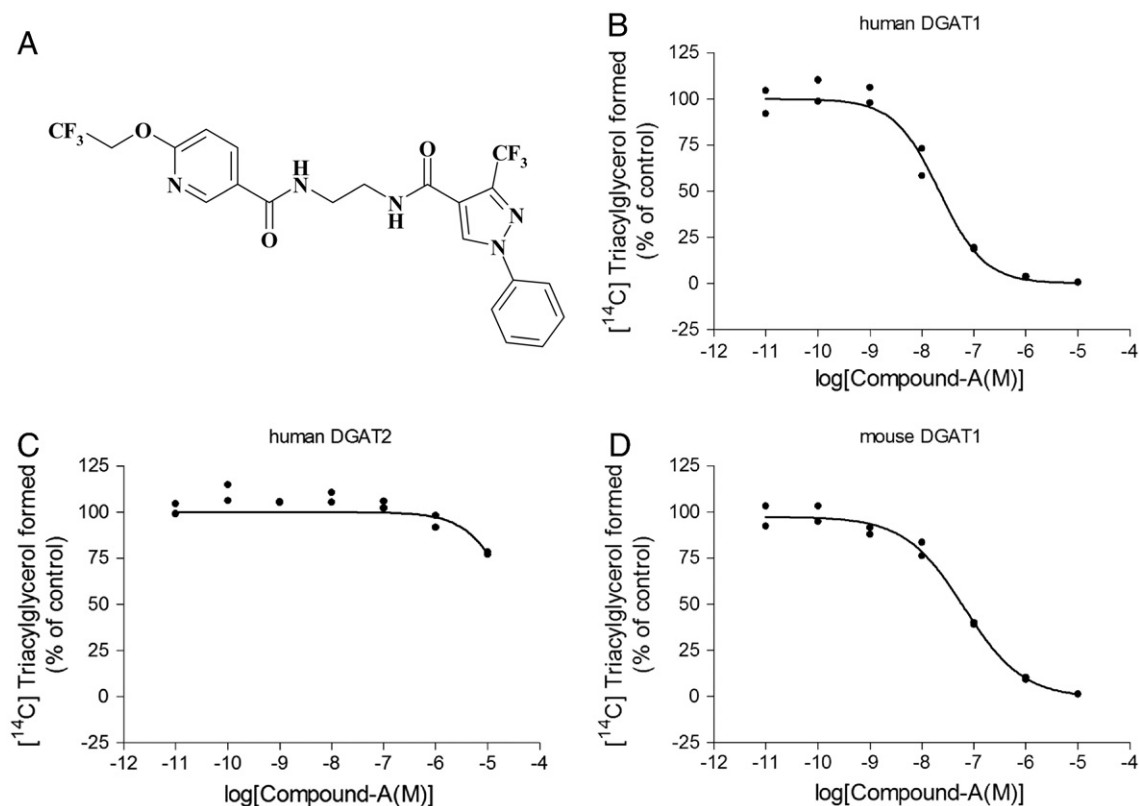 A
CF₃
O
N
O
H
N
N
H
O
CF₃
N
N
B
human DGAT1
[¹⁴C] Triacylglycerol formed
(% of control)
125
100
75
50
25
0
-25
-12 -11 -10 -9 -8 -7 -6 -5 -4
log[Compound-A(M)]
C
human DGAT2
[¹⁴C] Triacylglycerol formed
(% of control)
125
100
75
50
25
0
-25
-12 -11 -10 -9 -8 -7 -6 -5 -4
log[Compound-A(M)]
D
mouse DGAT1
[¹⁴C] Triacylglycerol formed
(% of control)
125
100
75
50
25
0
-25
-12 -11 -10 -9 -8 -7 -6 -5 -4
log[Compound-A(M)]